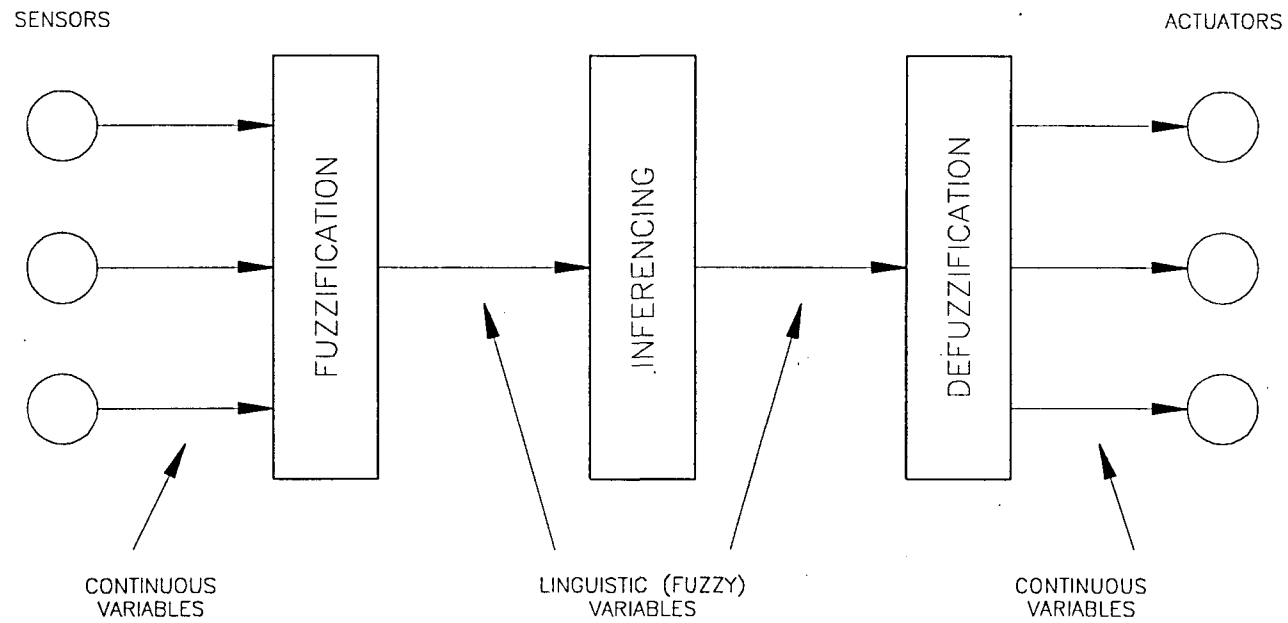 SENSORS
ACTUATORS
FUZZIFICATION
INFERENCING
DEFUZZIFICATION
CONTINUOUS
VARIABLES
LINGUISTIC (FUZZY)
VARIABLES
CONTINUOUS
VARIABLES